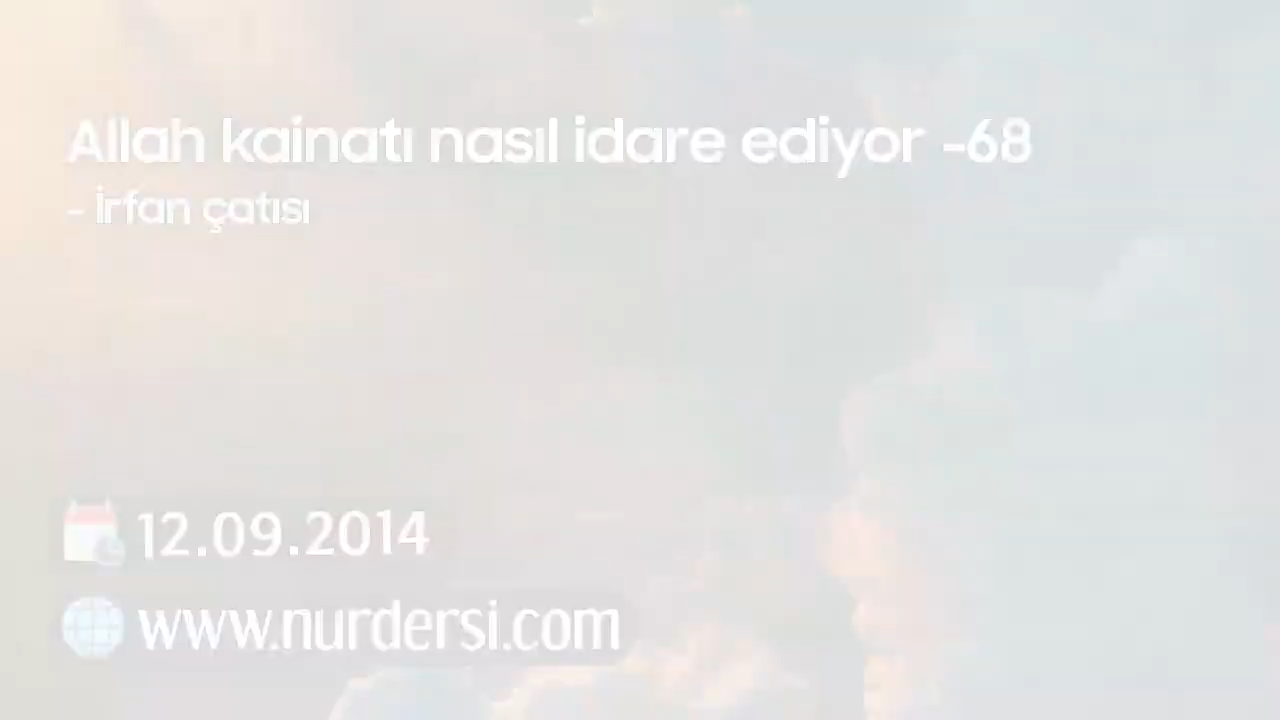 Allah kainatı nasıl idare ediyor -68
- İrfan çatısı
12.09.2014
www.nurdersi.com